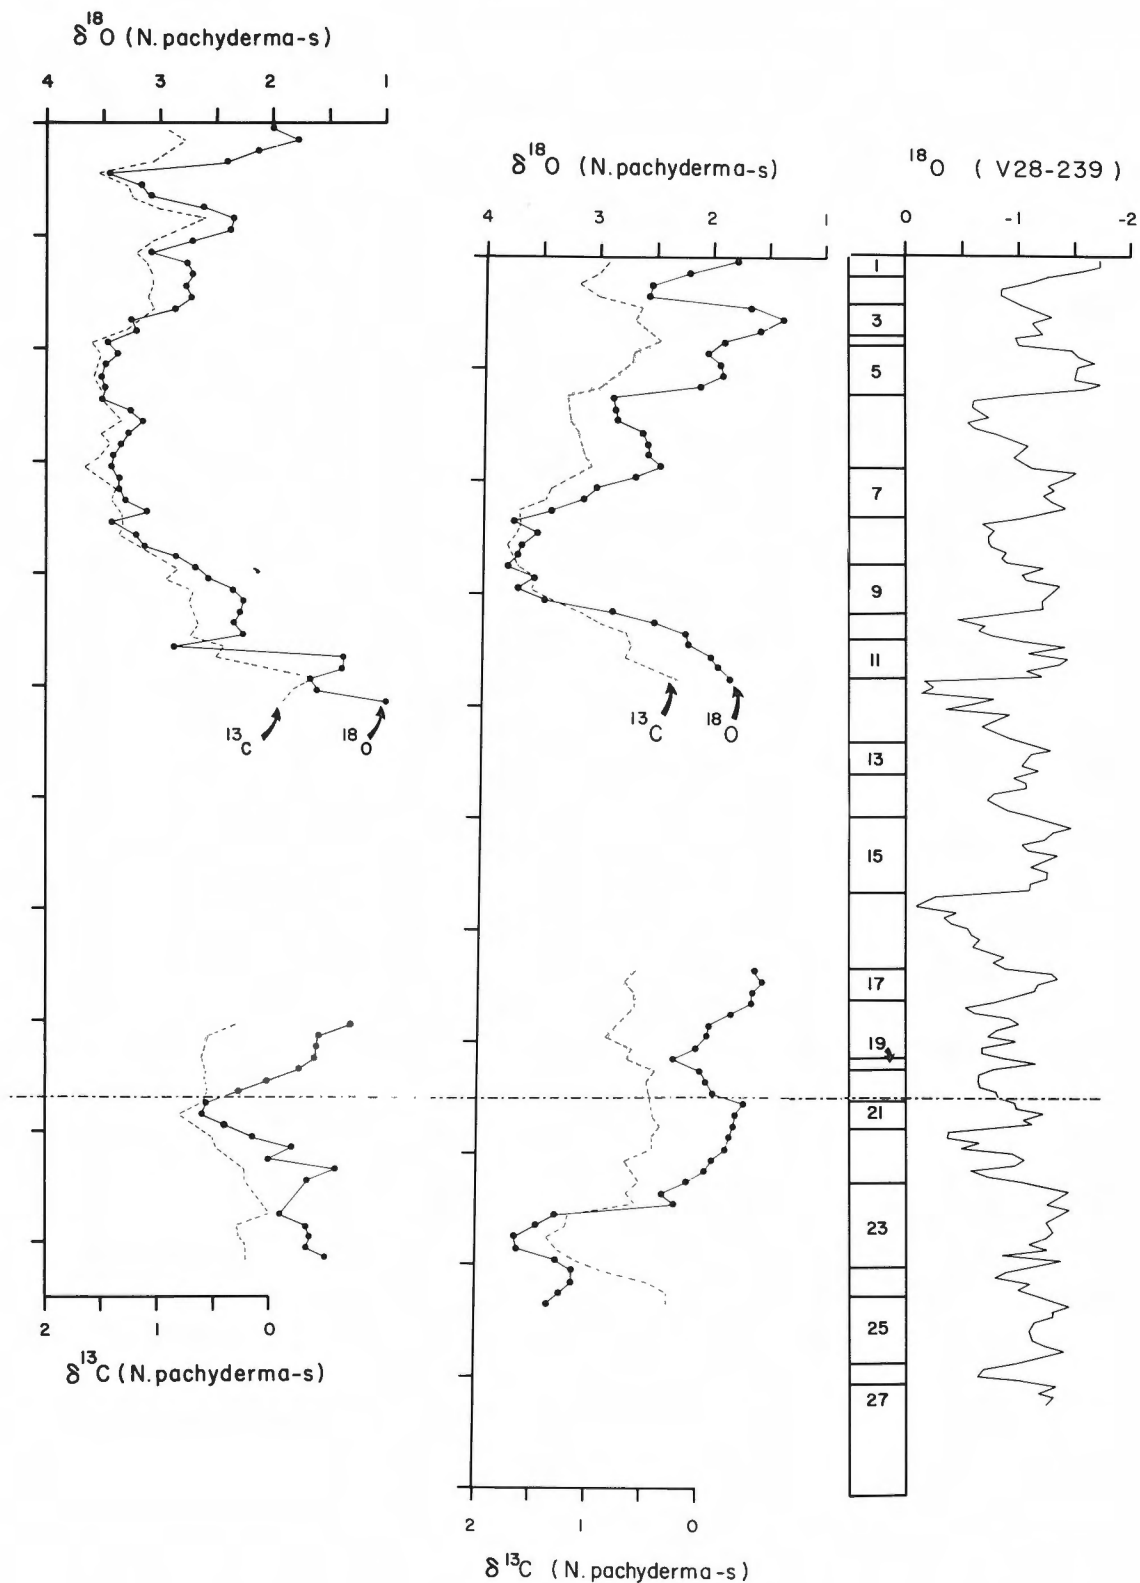 δ¹⁸O (N. pachyderma-s)
4 3 2 1
¹³C
¹⁸O
2 1 0
δ¹³C (N. pachyderma-s)
δ¹⁸O (N. pachyderma-s)
4 3 2 1
¹³C
¹⁸O
2 1 0
δ¹³C (N. pachyderma-s)
¹⁸O (V28-239)
0 -1 -2
1
3
5
7
9
11
13
15
17
19
21
23
25
27